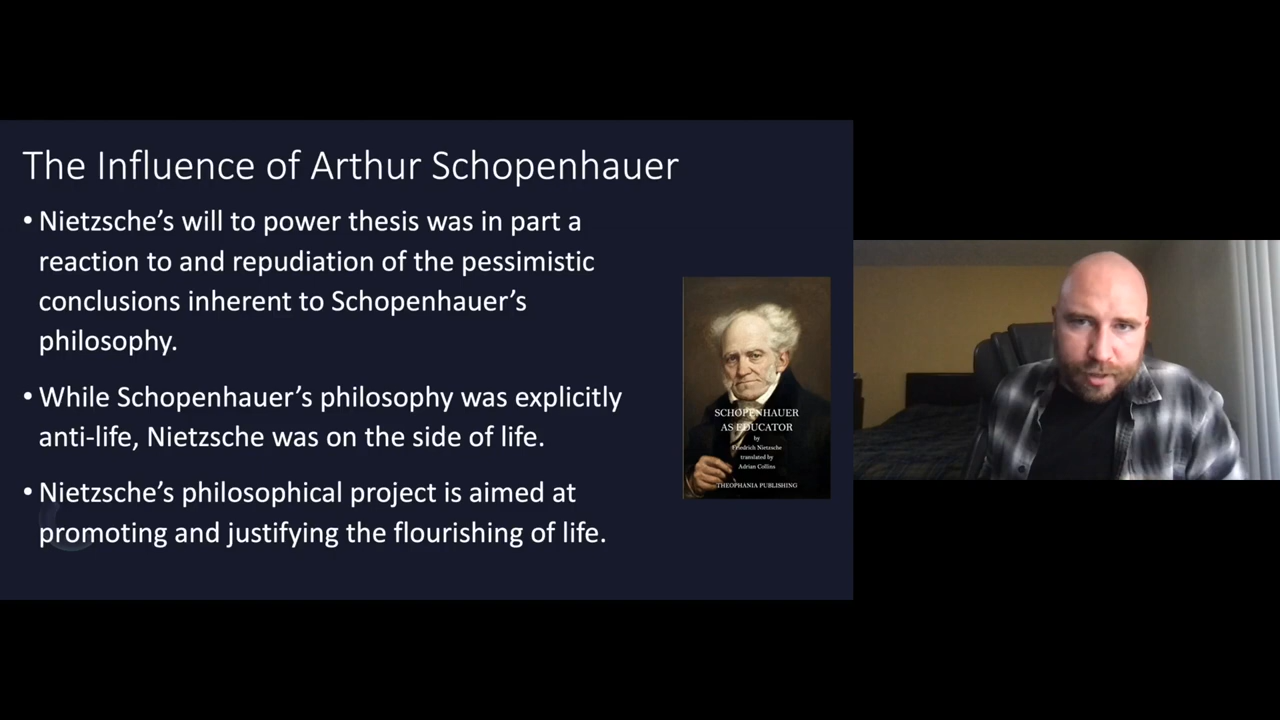 The Influence of Arthur Schopenhauer
• Nietzsche’s will to power thesis was in part a
reaction to and repudiation of the pessimistic
conclusions inherent to Schopenhauer’s
philosophy.
• While Schopenhauer’s philosophy was explicitly
anti-life, Nietzsche was on the side of life.
• Nietzsche’s philosophical project is aimed at
promoting and justifying the flourishing of life.
SCHOPENHAUER
AS EDUCATOR
by
Friedrich Nietzsche
translated by
Adrian Collins
THEOPHANIA PUBLISHING